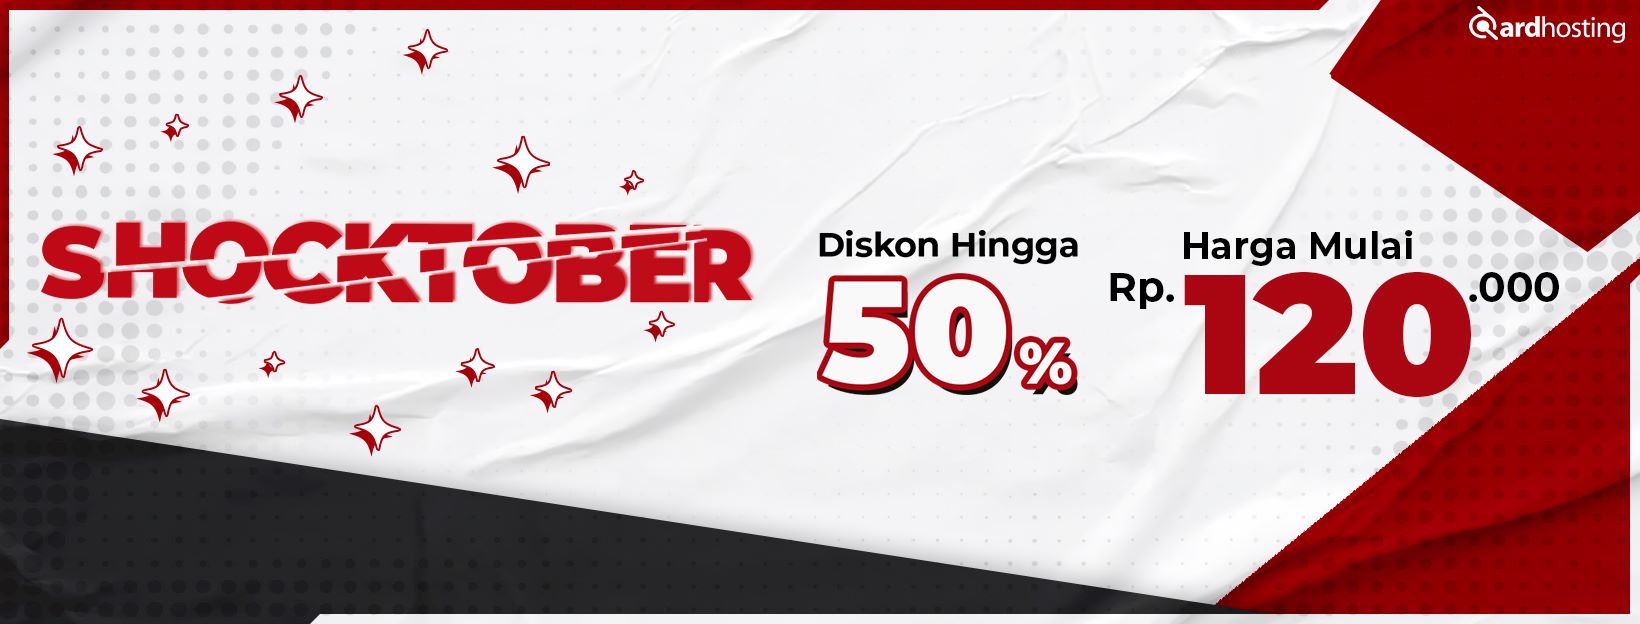 ardhosting
SHOCKTOBER
Diskon Hingga
50%
Harga Mulai
Rp.120.000